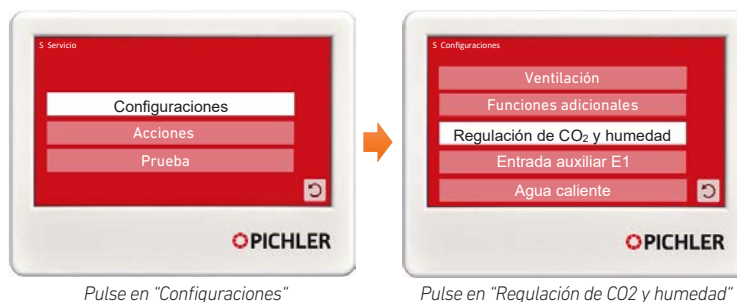 S Servicio
Configuraciones
Acciones
Prueba
PICHLER
Pulse en "Configuraciones"
S Configuraciones
Ventilación
Funciones adicionales
Regulación de CO₂ y humedad
Entrada auxiliar E1
Agua caliente
PICHLER
Pulse en "Regulación de CO2 y humedad"